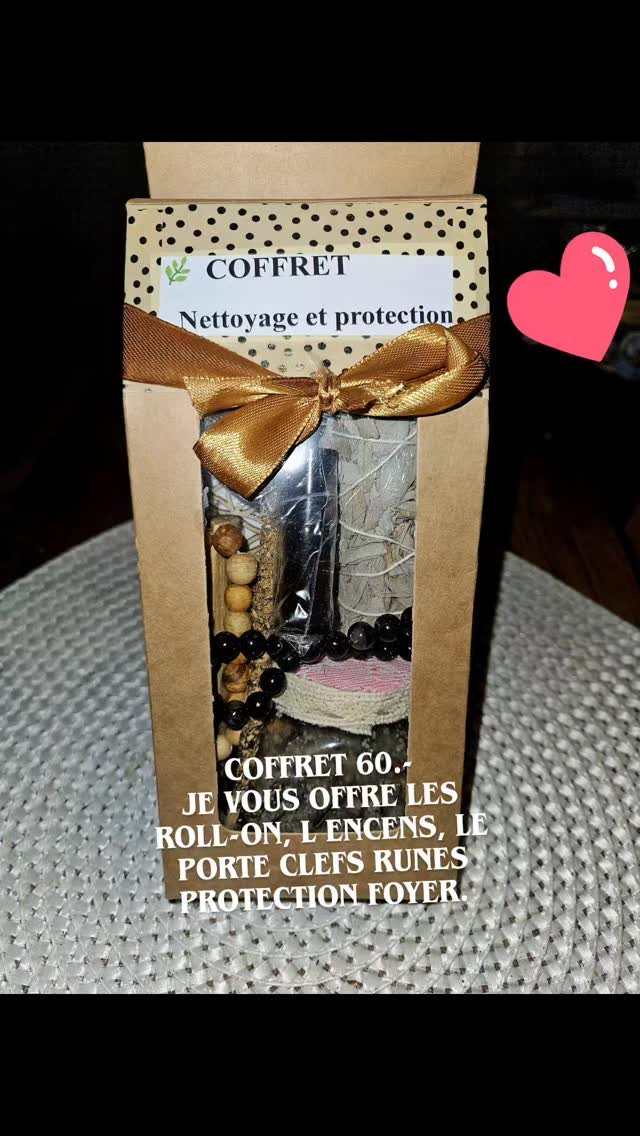 COFFRET
Nettoyage et protection
COFFRET 60.-
JE VOUS OFFRE LES
ROLL-ON, L ENCENS, LE
PORTE CLEFS RUNES
PROTECTION FOYER.